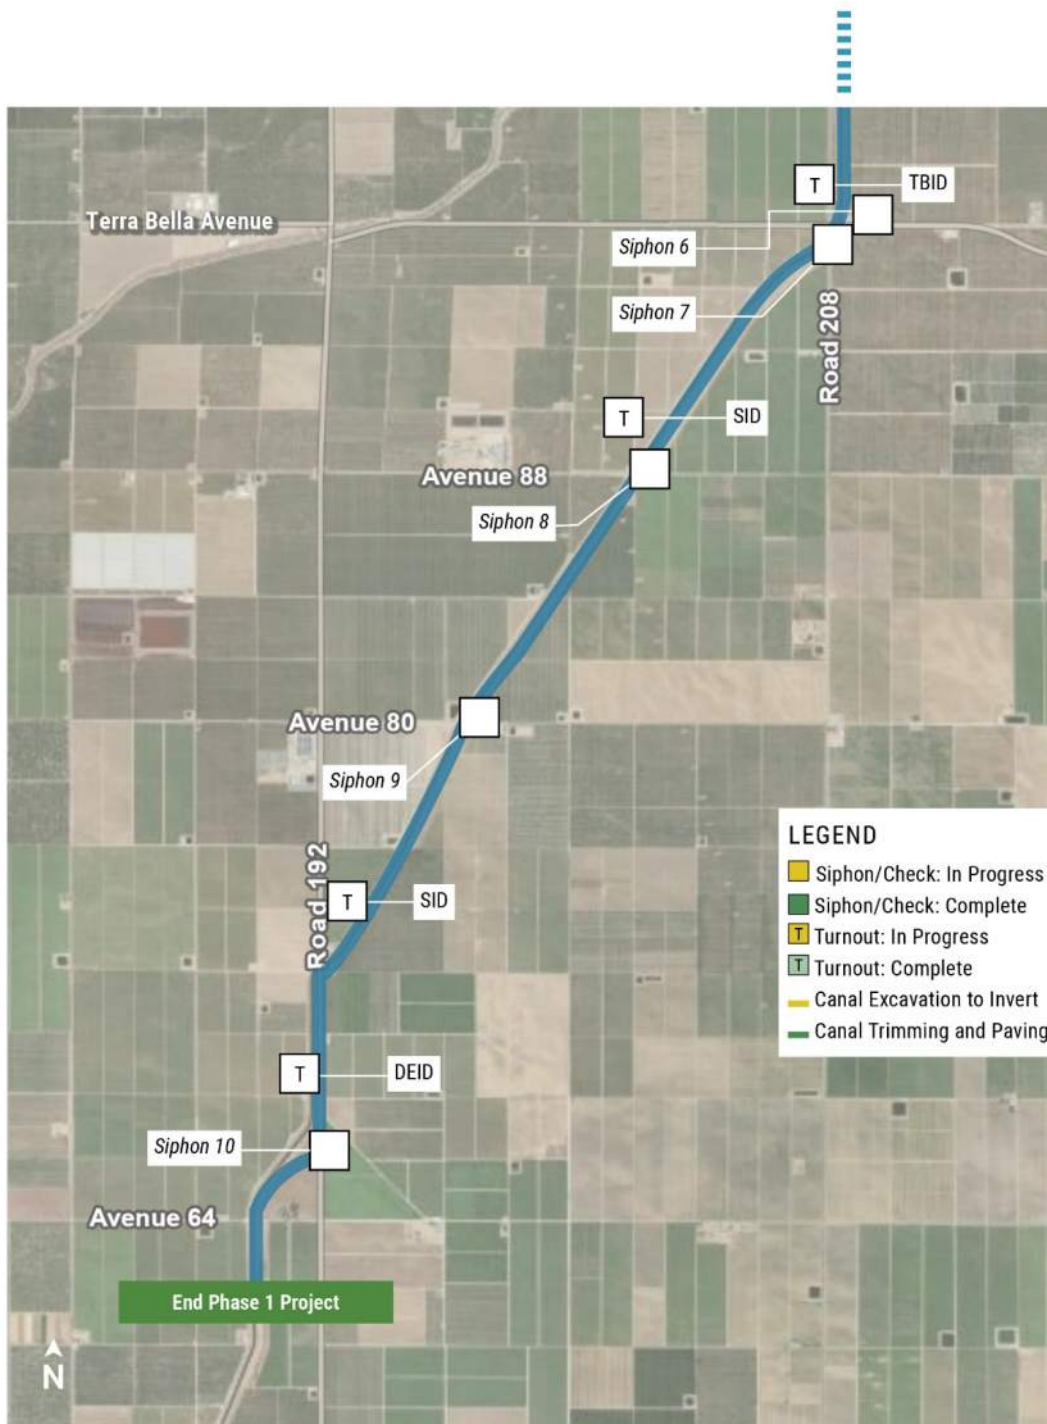 T
TBID
Terra Bella Avenue
Siphon 6
Siphon 7
Road 208
T
SID
Avenue 88
Siphon 8
Avenue 80
Siphon 9
Road 192
T
SID
LEGEND
Siphon/Check: In Progress
Siphon/Check: Complete
T Turnout: In Progress
T Turnout: Complete
Canal Excavation to Invert
Canal Trimming and Paving
T
DEID
Siphon 10
Avenue 64
End Phase 1 Project
N